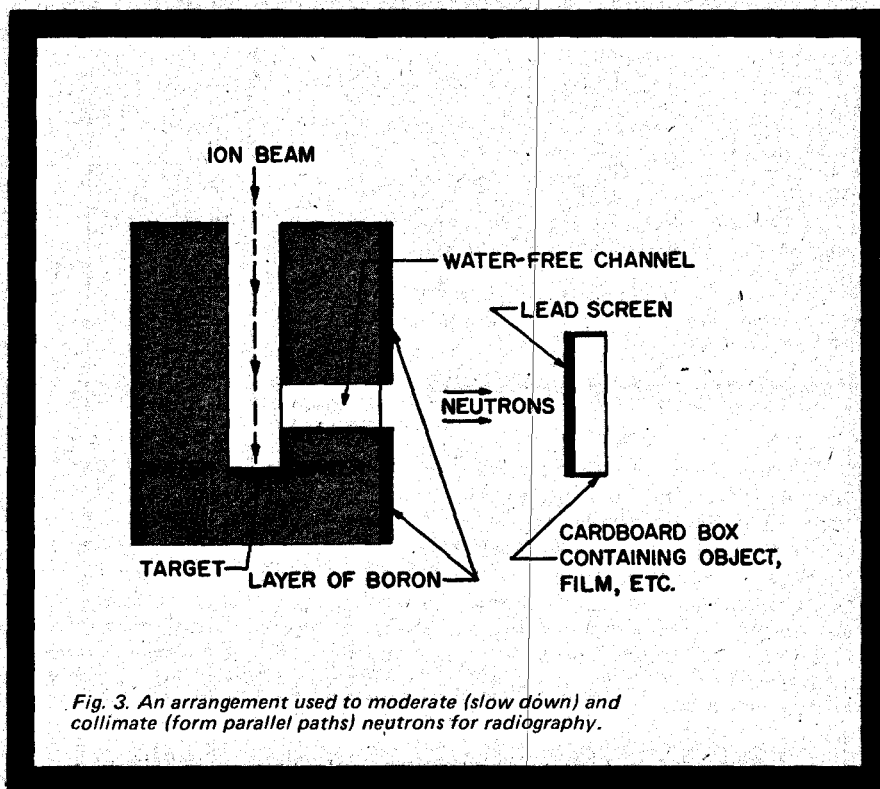 ION BEAM
WATER-FREE CHANNEL
LEAD SCREEN
NEUTRONS
TARGET
LAYER OF BORON
CARDBOARD BOX
CONTAINING OBJECT,
FILM, ETC.
Fig. 3. An arrangement used to moderate (slow down) and
collimate (form parallel paths) neutrons for radiography.